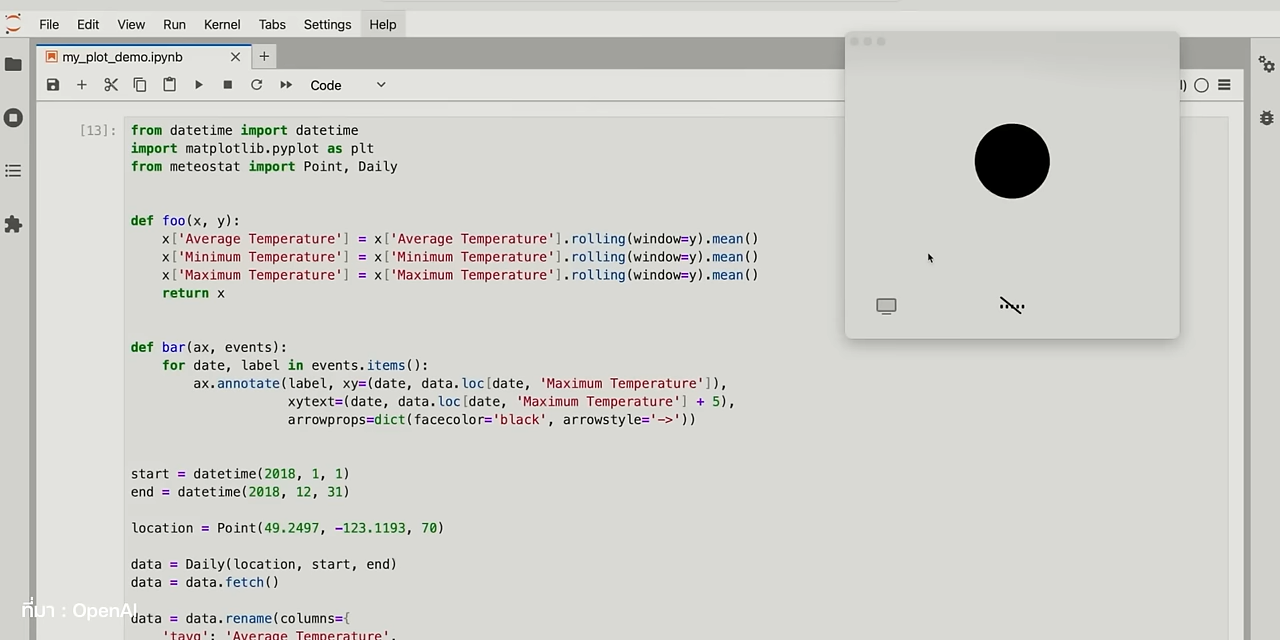 File Edit View Run Kernel Tabs Settings Help
my_plot_demo.ipynb
Code
[13]:
from datetime import datetime
import matplotlib.pyplot as plt
from meteostat import Point, Daily
def foo(x, y):
x['Average Temperature'] = x['Average Temperature'].rolling(window=y).mean()
x['Minimum Temperature'] = x['Minimum Temperature'].rolling(window=y).mean()
x['Maximum Temperature'] = x['Maximum Temperature'].rolling(window=y).mean()
return x
def bar(ax, events):
for date, label in events.items():
ax.annotate(label, xy=(date, data.loc[date, 'Maximum Temperature']),
xytext=(date, data.loc[date, 'Maximum Temperature'] + 5),
arrowprops=dict(facecolor='black', arrowstyle='->'))
start = datetime(2018, 1, 1)
end = datetime(2018, 12, 31)
location = Point(49.2497, -123.1193, 70)
data = Daily(location, start, end)
data = data.fetch()
data = data.rename(columns={
'tavg': 'Average Temperature',
ที่มา : OpenAI